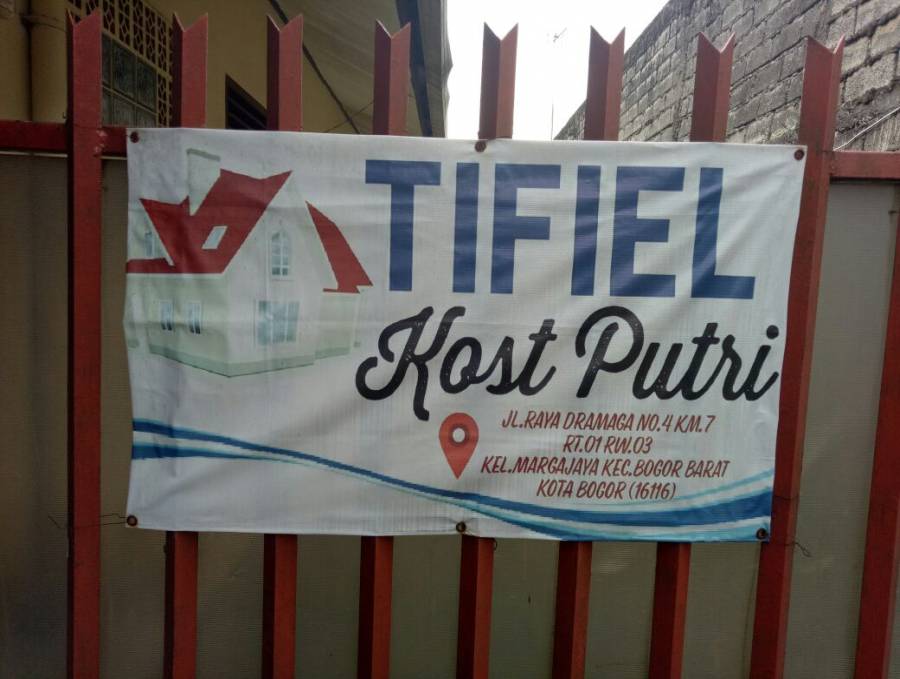 TIFIEL
Kost Putri
JL.RAYA DRAMAGA NO.4 KM.7
RT.01 RW.03
KEL.MARGAJAYA KEC.BOGOR BARAT
KOTA BOGOR (16116)